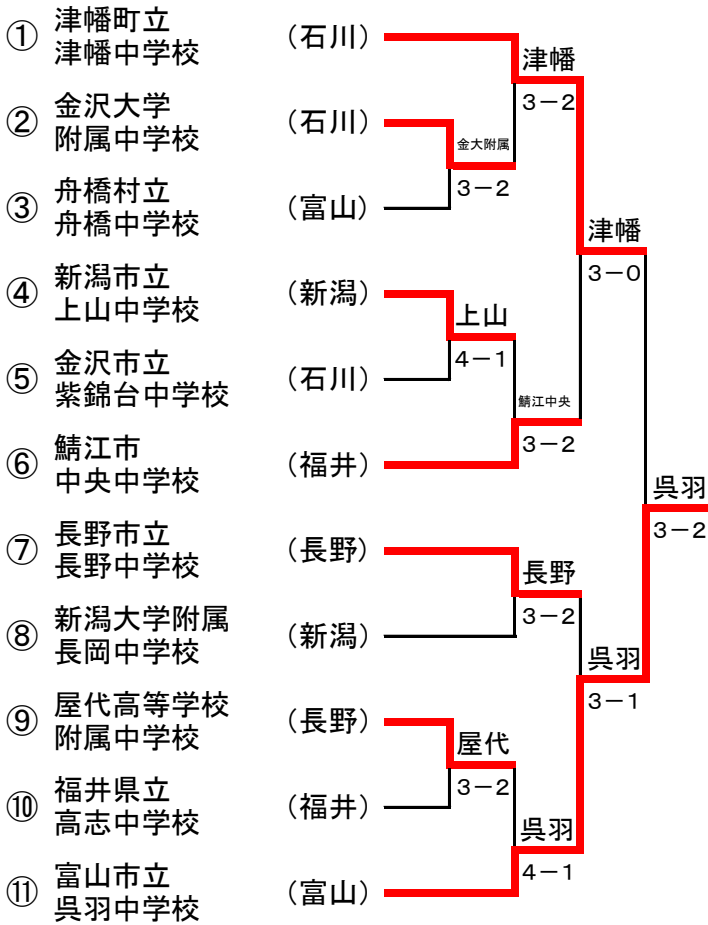 ① 津幡町立
津幡中学校
（石川）
② 金沢大学
附属中学校
（石川）
③ 舟橋村立
舟橋中学校
（富山）
④ 新潟市立
上山中学校
（新潟）
⑤ 金沢市立
紫錦台中学校
（石川）
⑥ 鯖江市
中央中学校
（福井）
⑦ 長野市立
長野中学校
（長野）
⑧ 新潟大学附属
長岡中学校
（新潟）
⑨ 屋代高等学校
附属中学校
（長野）
⑩ 福井県立
高志中学校
（福井）
⑪ 富山市立
呉羽中学校
（富山）
金大附属
3－2
上山
4－1
屋代
3－2
津幡
3－2
鯖江中央
3－2
長野
3－2
呉羽
4－1
津幡
3－0
呉羽
3－1
呉羽
3－2